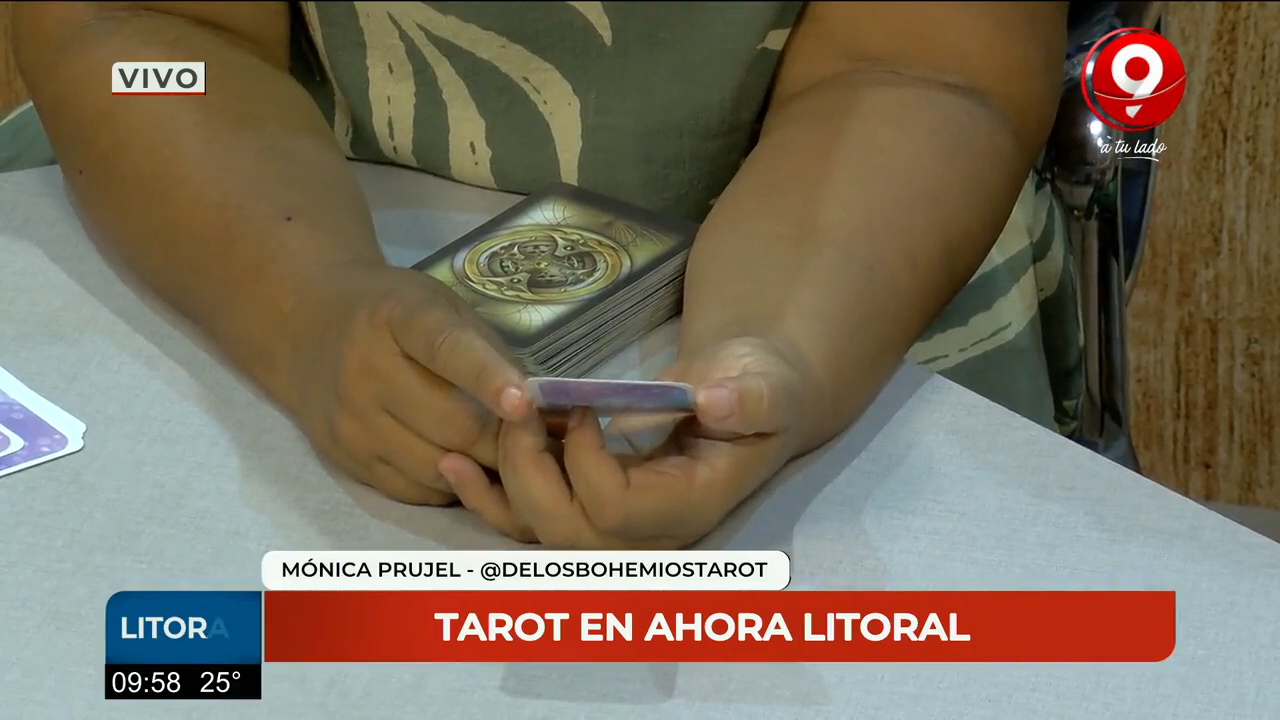 VIVO
9
a tu lado
MÓNICA PRUJEL - @DELOSBOHEMIOSTAROT
LITORA
TAROT EN AHORA LITORAL
09:58 25°